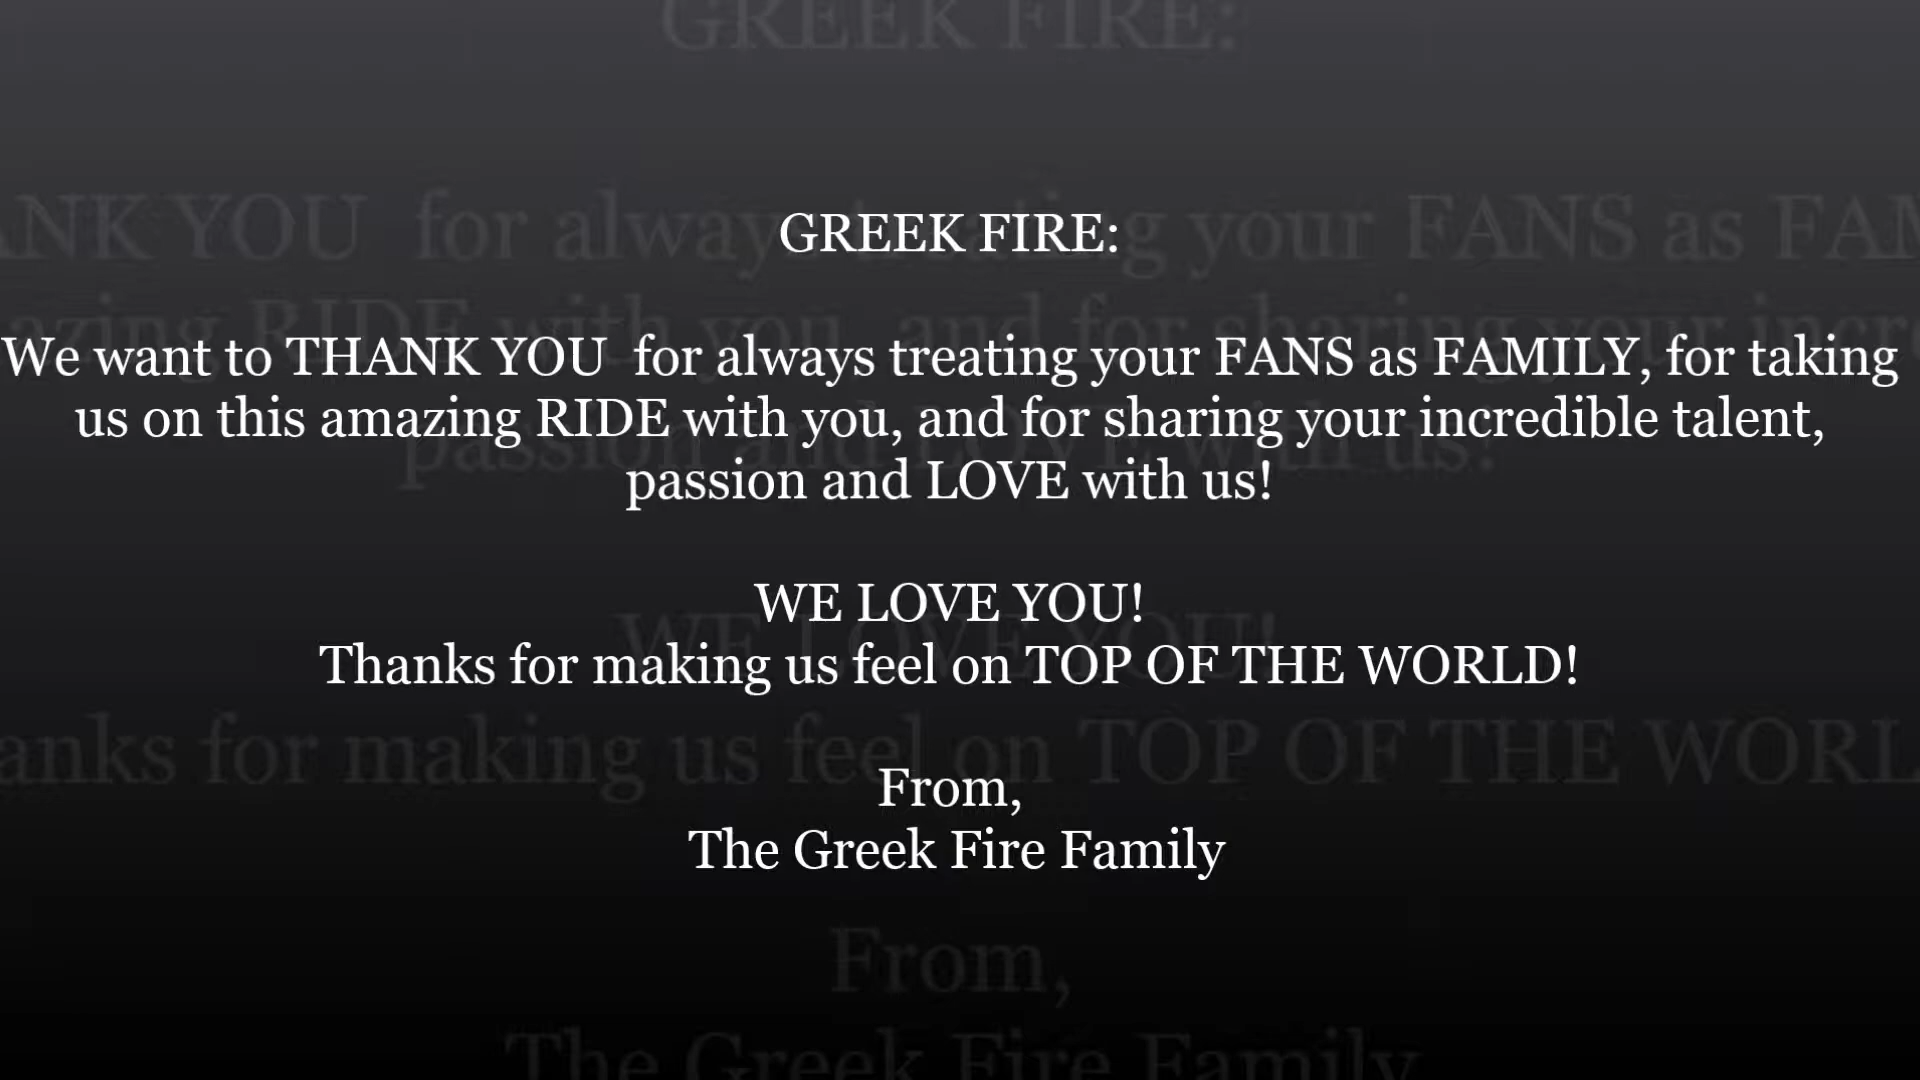 GREEK FIRE:
We want to THANK YOU  for always treating your FANS as FAMILY, for taking
us on this amazing RIDE with you, and for sharing your incredible talent,
passion and LOVE with us!
WE LOVE YOU!
Thanks for making us feel on TOP OF THE WORLD!
From,
The Greek Fire Family